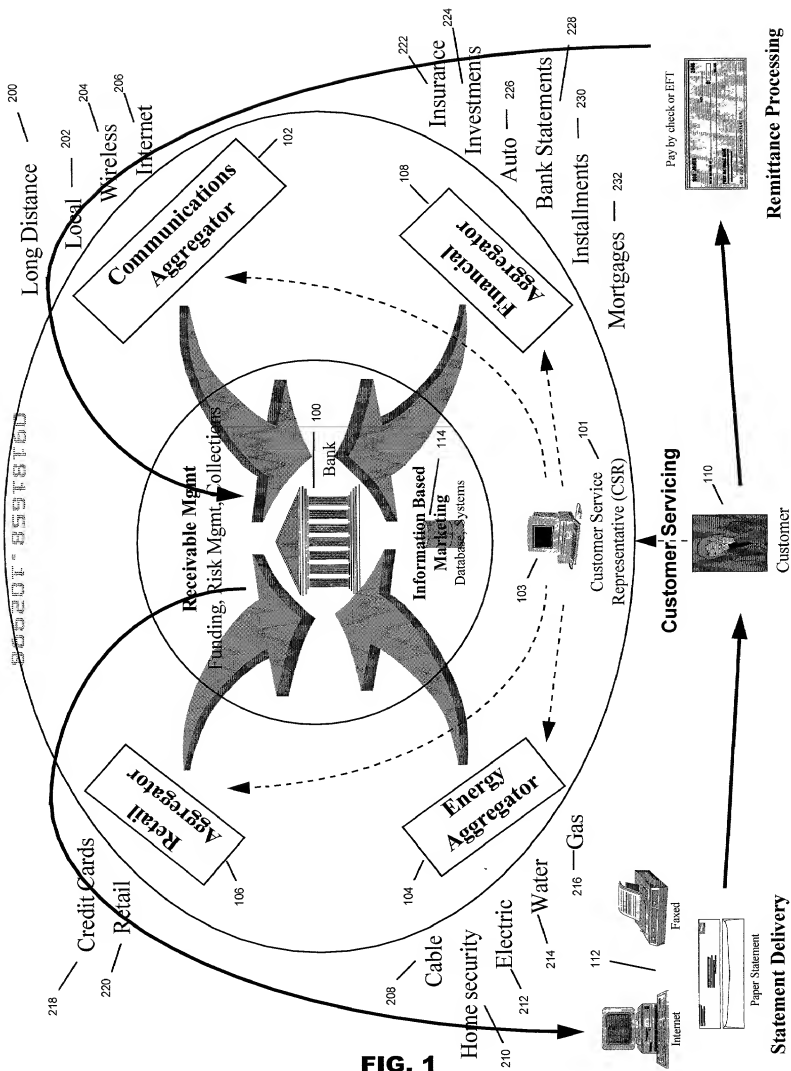 200
Long Distance
Local
202
204
Wireless
206
Internet
Communications
Aggregator
102
222
Insurance
224
Investments
Auto
226
228
Bank Statements
Installments
230
Mortgages
232
108
Financial
Aggregator
Receivable Mgmt
Funding, Risk Mgmt, Collections
100
Bank
Information Based
Marketing
114
Database, Systems
103
101
Customer Service
Representative (CSR)
218
Credit Cards
220
Retail
Retail
Aggregator
106
Energy
Aggregator
104
208
Cable
Home security
210
Electric
212
Water
214
Gas
216
Customer Servicing
110
Customer
112
Internet
Faxed
Paper Statement
Statement Delivery
Pay by check or EFT
Remittance Processing
FIG. 1